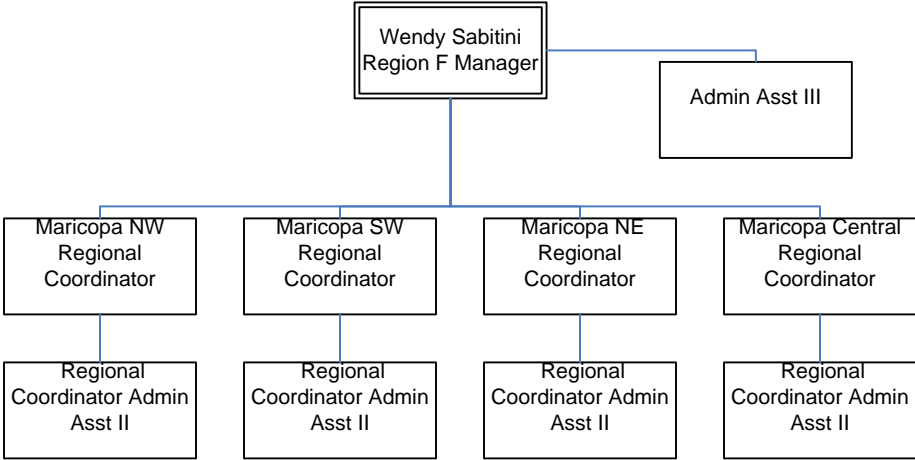 Wendy Sabitini
Region F Manager
Admin Asst III
Maricopa NW
Regional
Coordinator
Maricopa SW
Regional
Coordinator
Maricopa NE
Regional
Coordinator
Maricopa Central
Regional
Coordinator
Regional
Coordinator Admin
Asst II
Regional
Coordinator Admin
Asst II
Regional
Coordinator Admin
Asst II
Regional
Coordinator Admin
Asst II